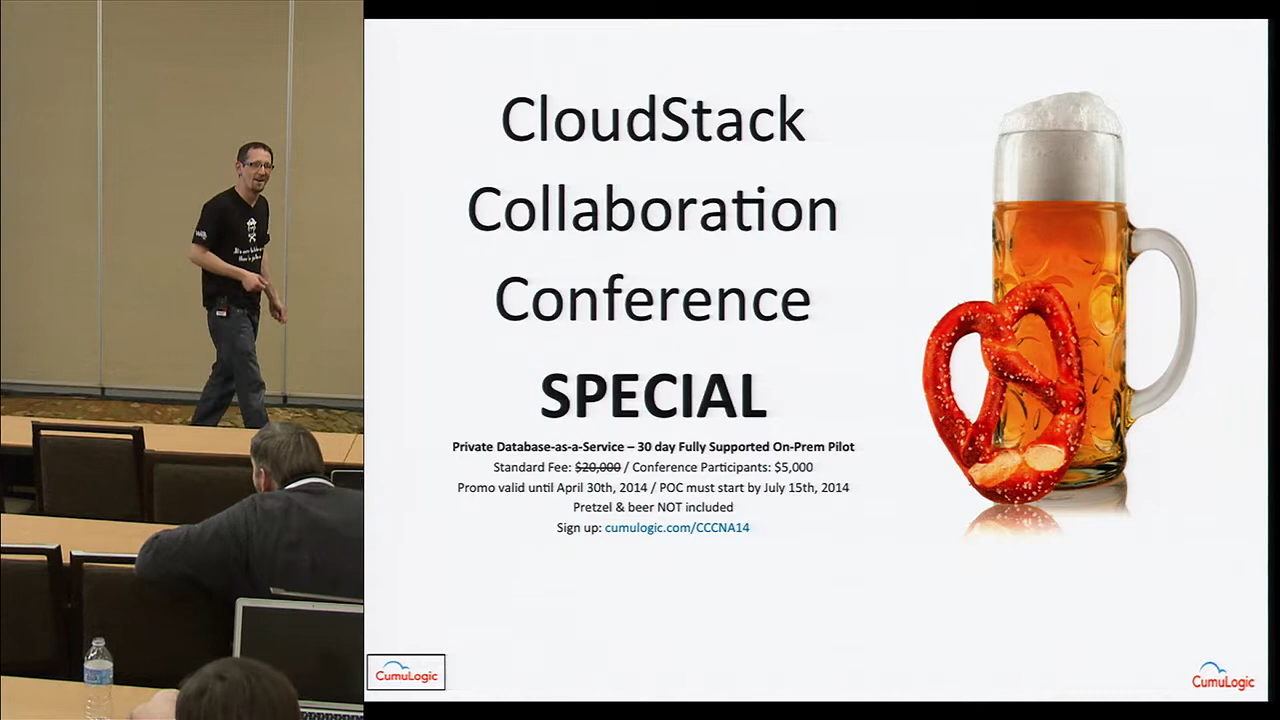 CloudStack
Collaboration
Conference
SPECIAL
Private Database-as-a-Service – 30 day Fully Supported On-Prem Pilot
Standard Fee: $20,000 / Conference Participants: $5,000
Promo valid until April 30th, 2014 / POC must start by July 15th, 2014
Pretzel & beer NOT included
Sign up: cumulogic.com/CCCNA14
CumuLogic
CumuLogic